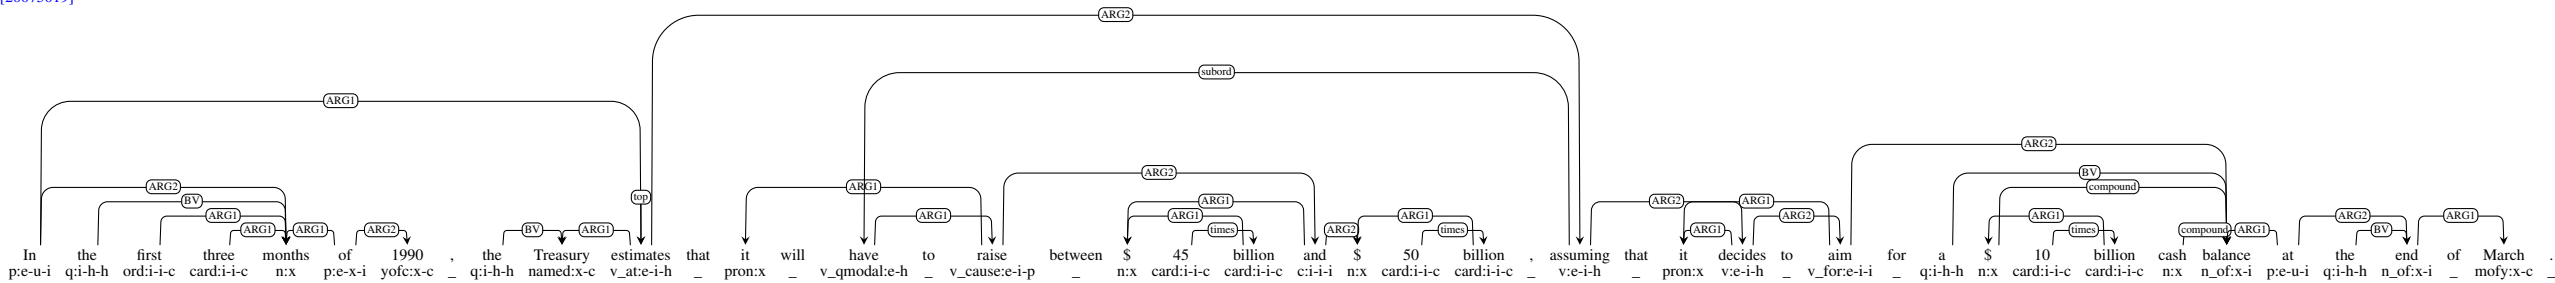 [20073019]
ARG2
subord
ARG1
ARG2
ARG2
BV
ARG2 ARG1 ARG1 compound
BV top ARG1 ARG2 ARG1
ARG1 ARG1 ARG1 ARG1 ARG2 ARG1 ARG2 ARG1
ARG1 ARG1 ARG2 BV ARG1 times ARG2 times ARG1 times compound ARG1 BV
In the first three months of 1990 , the Treasury estimates that it will have to raise between $ 45 billion and $ 50 billion , assuming that it decides to aim for a $ 10 billion cash balance at the end of March .
p:e-u-i q:i-h-h ord:i-i-c card:i-i-c n:x p:e-x-i yofc:x-c _ q:i-h-h named:x-c v_at:e-i-h _ pron:x _ v_qmodal:e-h _ v_cause:e-i-p _ n:x card:i-i-c card:i-i-c c:i-i-i n:x card:i-i-c card:i-i-c _ v:e-i-h _ pron:x v:e-i-h _ v_for:e-i-i _ q:i-h-h n:x card:i-i-c card:i-i-c n:x n_of:x-i p:e-u-i q:i-h-h n_of:x-i _ mofy:x-c _